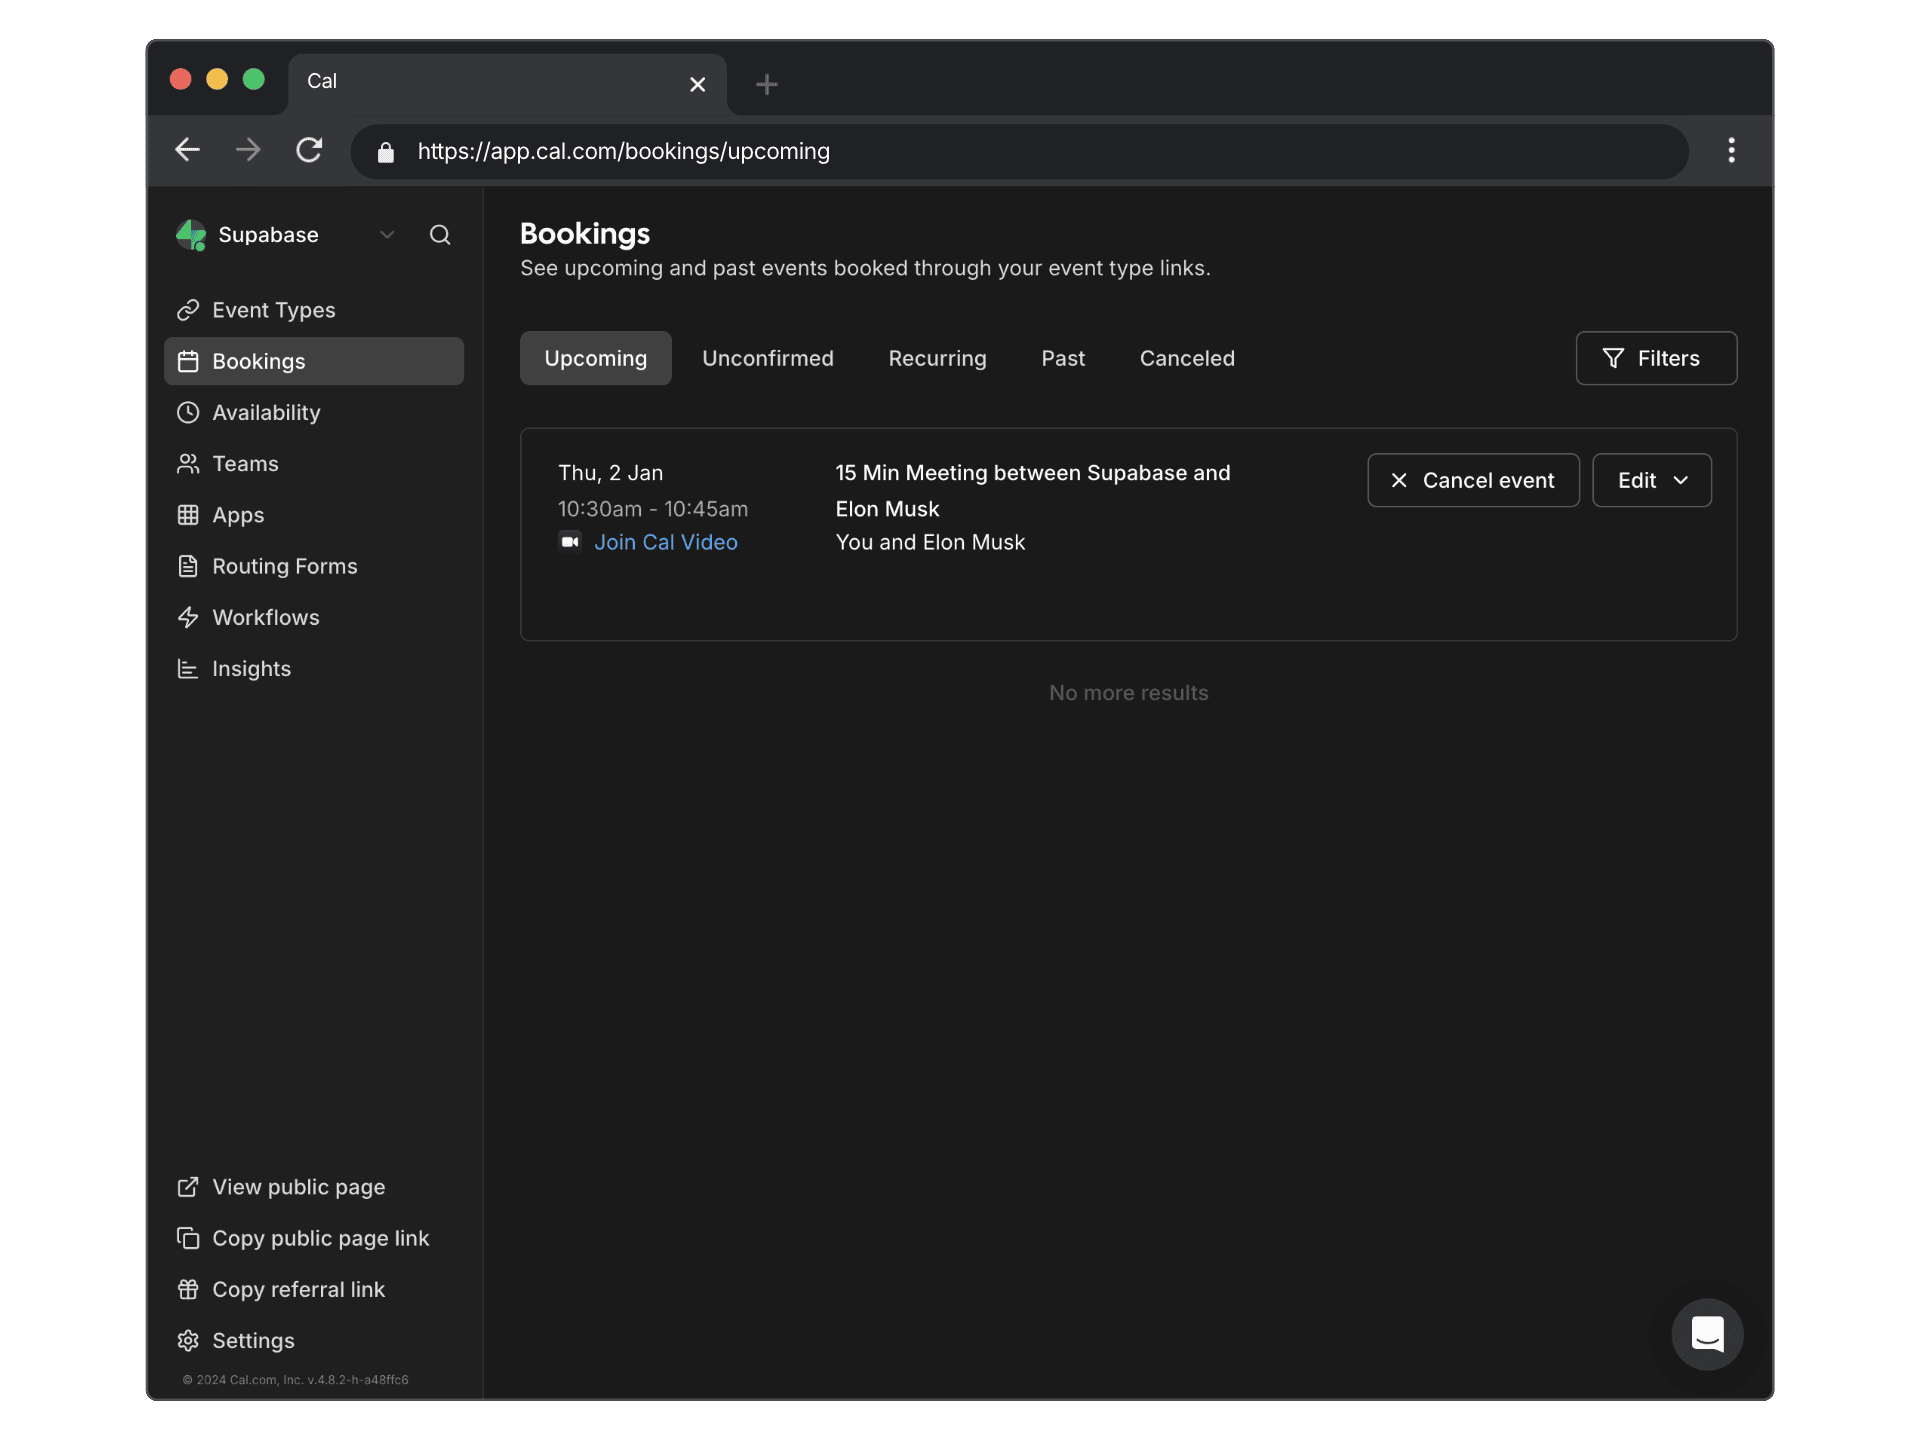 Cal
https://app.cal.com/bookings/upcoming
Supabase
Event Types
Bookings
Availability
Teams
Apps
Routing Forms
Workflows
Insights
View public page
Copy public page link
Copy referral link
Settings
© 2024 Cal.com, Inc. v.4.8.2-h-a48ffc6
Bookings
See upcoming and past events booked through your event type links.
Upcoming
Unconfirmed
Recurring
Past
Canceled
Filters
Thu, 2 Jan
10:30am - 10:45am
Join Cal Video
15 Min Meeting between Supabase and
Elon Musk
You and Elon Musk
Cancel event
Edit
No more results